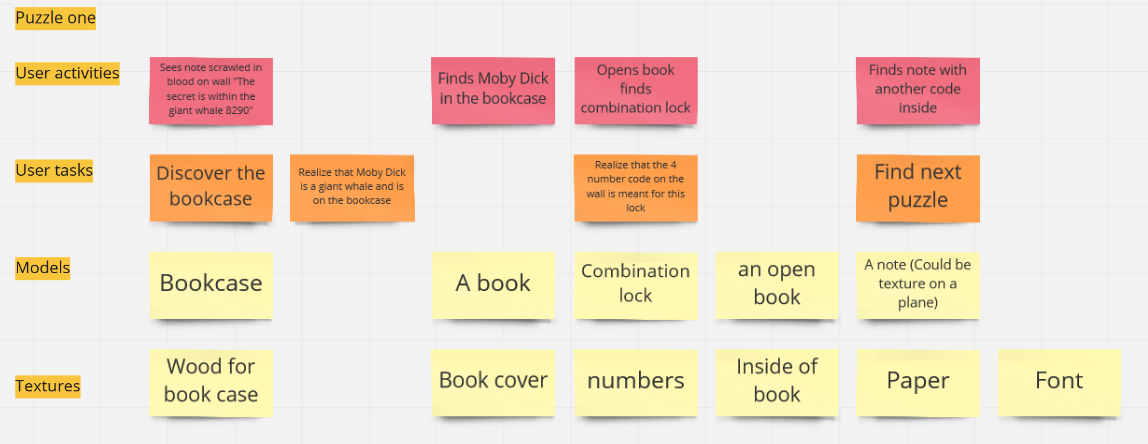 Puzzle one
User activities
Sees note scrawled in
blood on wall "The
secret is within the
giant whale 8290"
Finds Moby Dick
in the bookcase
Opens book
finds
combination lock
Finds note with
another code
inside
User tasks
Discover the
bookcase
Realize that Moby Dick
is a giant whale and is
on the bookcase
Realize that the 4
number code on the
wall is meant for this
lock
Find next
puzzle
Models
Bookcase
A book
Combination
lock
an open
book
A note (Could be
texture on a
plane)
Textures
Wood for
book case
Book cover
numbers
Inside of
book
Paper
Font